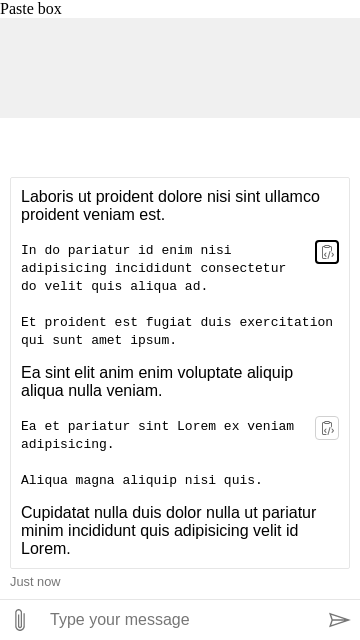 Paste box
Laboris ut proident dolore nisi sint ullamco
proident veniam est.
In do pariatur id enim nisi
adipisicing incididunt consectetur
do velit quis aliqua ad.
Et proident est fugiat duis exercitation
qui sunt amet ipsum.
Ea sint elit anim enim voluptate aliquip
aliqua nulla veniam.
Ea et pariatur sint Lorem ex veniam
adipisicing.
Aliqua magna aliquip nisi quis.
Cupidatat nulla duis dolor nulla ut pariatur
minim incididunt quis adipisicing velit id
Lorem.
Just now
Type your message